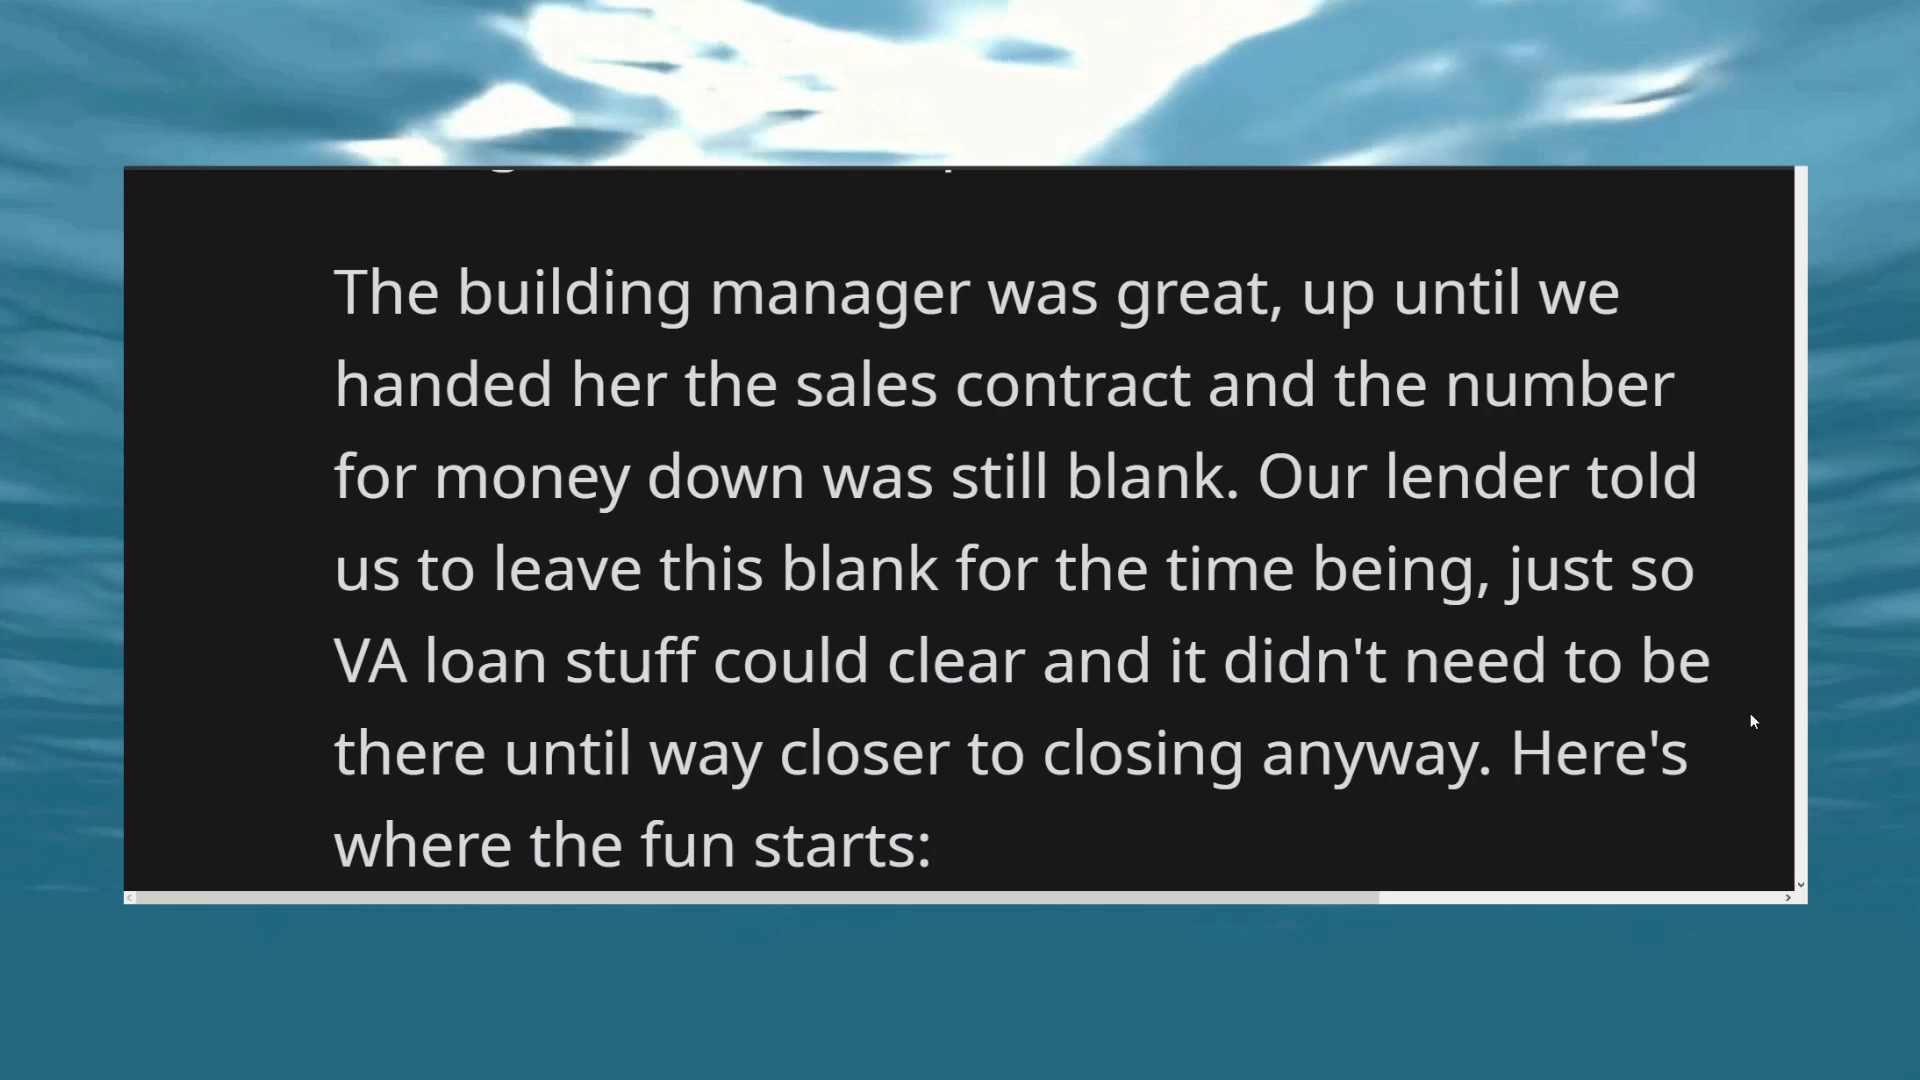 The building manager was great, up until we
handed her the sales contract and the number
for money down was still blank. Our lender told
us to leave this blank for the time being, just so
VA loan stuff could clear and it didn't need to be
there until way closer to closing anyway. Here's
where the fun starts: